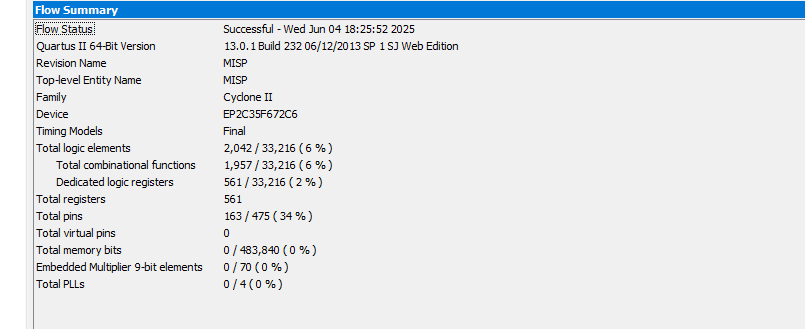 Flow Summary
Flow Status Successful - Wed Jun 04 18:25:52 2025
Quartus II 64-Bit Version 13.0.1 Build 232 06/12/2013 SP 1 SJ Web Edition
Revision Name MISP
Top-level Entity Name MISP
Family Cyclone II
Device EP2C35F672C6
Timing Models Final
Total logic elements 2,042 / 33,216 ( 6 % )
Total combinational functions 1,957 / 33,216 ( 6 % )
Dedicated logic registers 561 / 33,216 ( 2 % )
Total registers 561
Total pins 163 / 475 ( 34 % )
Total virtual pins 0
Total memory bits 0 / 483,840 ( 0 % )
Embedded Multiplier 9-bit elements 0 / 70 ( 0 % )
Total PLLs 0 / 4 ( 0 % )